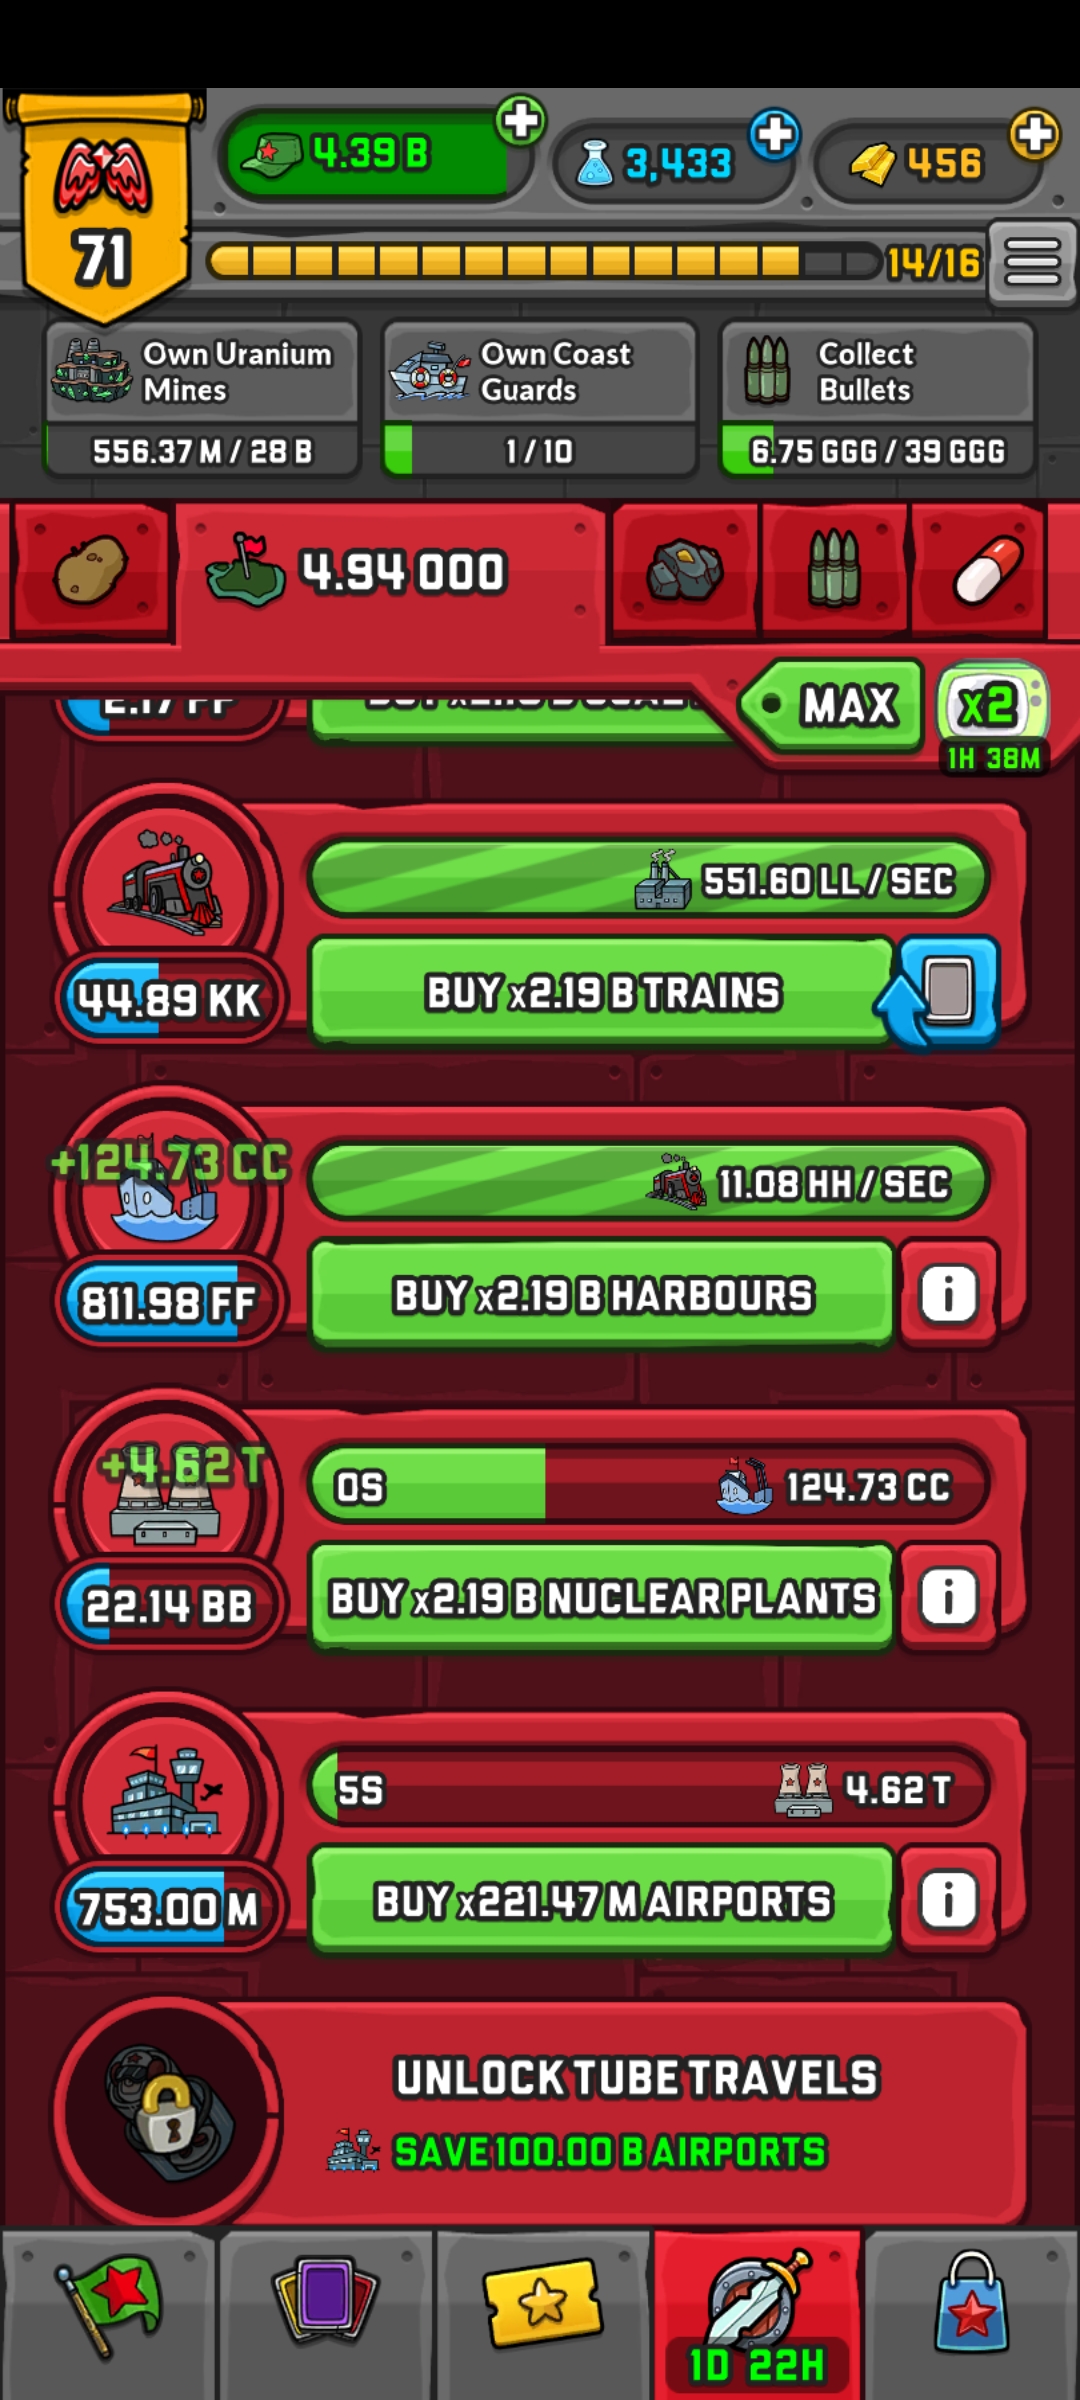 4.39 B
3,433
456
71
14/16
Own Uranium
Mines
556.37 M / 28 B
Own Coast
Guards
1 / 10
Collect
Bullets
6.75 GGG / 39 GGG
4.94 000
MAX
x2
1H 38M
551.60 LL / SEC
44.89 KK
BUY x2.19 B TRAINS
+124.73 CC
11.08 HH / SEC
811.98 FF
BUY x2.19 B HARBOURS
i
+4.62 T
0S
124.73 CC
22.14 BB
BUY x2.19 B NUCLEAR PLANTS
i
5S
4.62 T
753.00 M
BUY x221.47 M AIRPORTS
i
UNLOCK TUBE TRAVELS
SAVE 100.00 B AIRPORTS
1D 22H